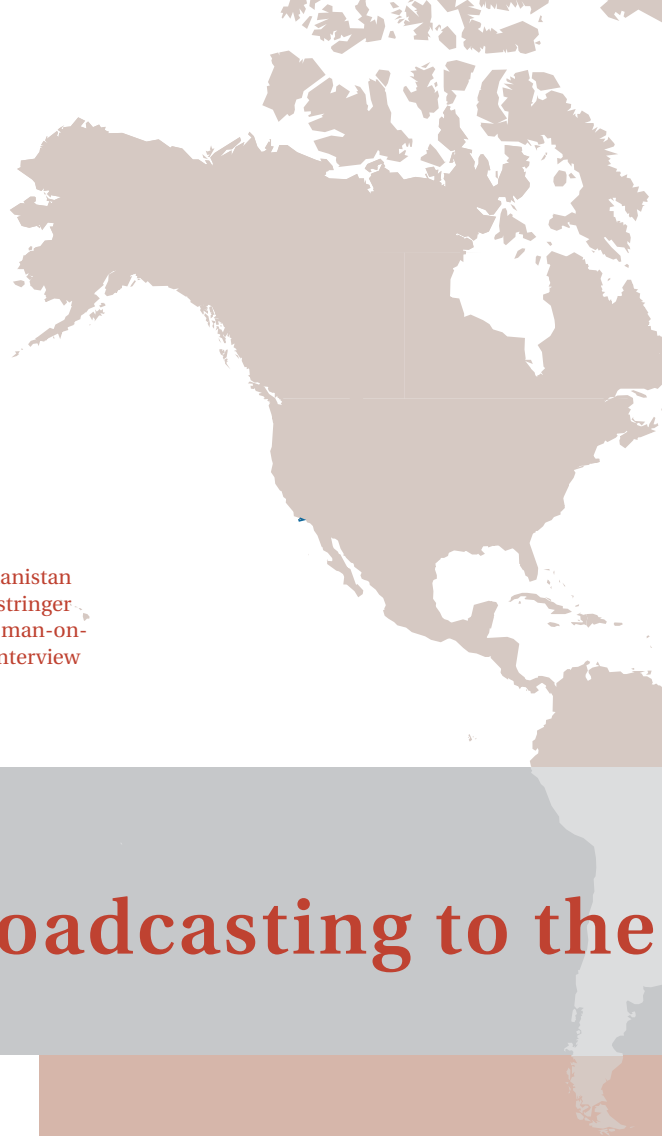 anistan
stringer
man-on-
nterview
oadcasting to the